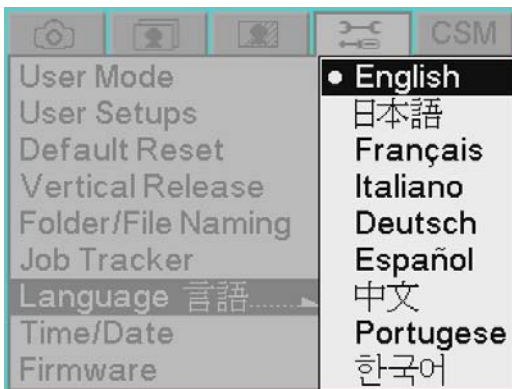 CSM
User Mode
User Setups
Default Reset
Vertical Release
Folder/File Naming
Job Tracker
Language 言語........
Time/Date
Firmware
English
日本語
Français
Italiano
Deutsch
Español
中文
Portugese
한국어